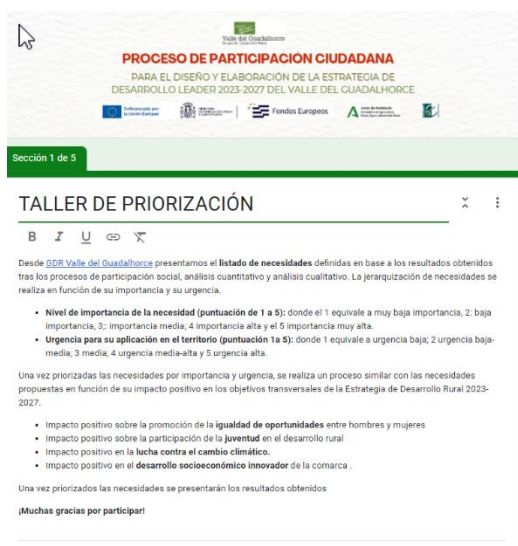 Valle del Guadalhorce
PROCESO DE PARTICIPACIÓN CIUDADANA
PARA EL DISEÑO Y ELABORACIÓN DE LA ESTRATEGIA DE
DESARROLLO LEADER 2023-2027 DEL VALLE DEL GUADALHORCE
Cofinanciado por
la Unión Europea
Fondos Europeos
Junta de Andalucía
Sección 1 de 5
TALLER DE PRIORIZACIÓN
B I U
Desde GDR Valle del Guadalhorce presentamos el listado de necesidades definidas en base a los resultados obtenidos
tras los procesos de participación social, análisis cuantitativo y análisis cualitativo. La jerarquización de necesidades se
realiza en función de su importancia y su urgencia.
• Nivel de importancia de la necesidad (puntuación de 1 a 5): donde el 1 equivale a muy baja importancia, 2: baja
importancia, 3;: importancia media; 4 importancia alta y el 5 importancia muy alta.
• Urgencia para su aplicación en el territorio (puntuación 1a 5): donde 1 equivale a urgencia baja; 2 urgencia baja-
media; 3 media; 4 urgencia media-alta y 5 urgencia alta.
Una vez priorizadas las necesidades por importancia y urgencia, se realiza un proceso similar con las necesidades
propuestas en función de su impacto positivo en los objetivos transversales de la Estrategia de Desarrollo Rural 2023-
2027.
• Impacto positivo sobre la promoción de la igualdad de oportunidades entre hombres y mujeres
• Impacto positivo sobre la participación de la juventud en el desarrollo rural
• Impacto positivo en la lucha contra el cambio climático.
• Impacto positivo en el desarrollo socioeconómico innovador de la comarca .
Una vez priorizados las necesidades se presentarán los resultados obtenidos
¡Muchas gracias por participar!